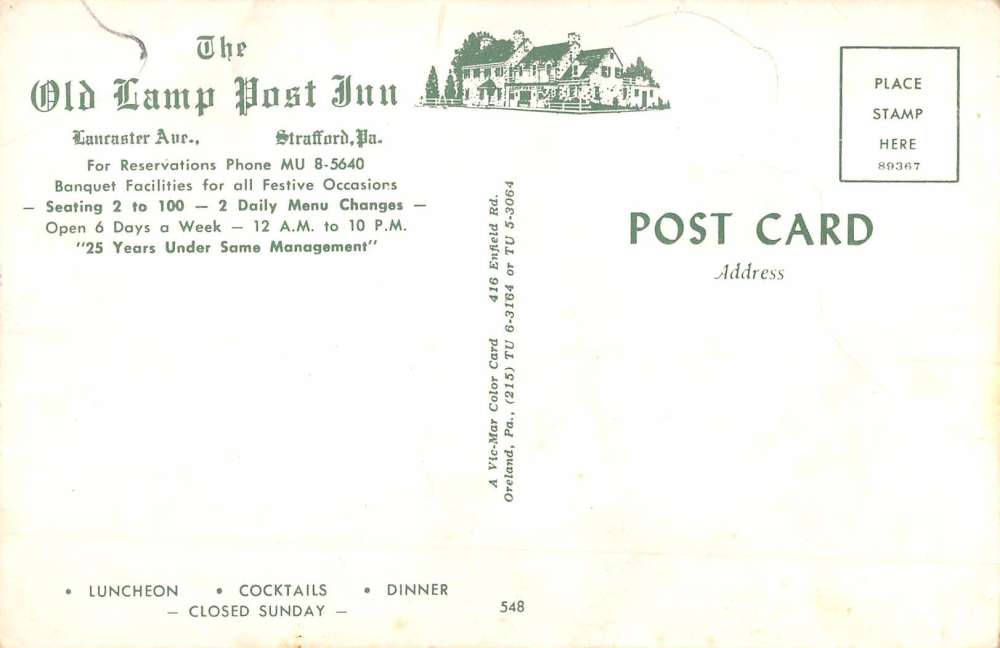 The
Old Lamp Post Inn
Lancaster Ave., Strafford, Pa.
For Reservations Phone MU 8-5640
Banquet Facilities for all Festive Occasions
— Seating 2 to 100 — 2 Daily Menu Changes —
Open 6 Days a Week — 12 A.M. to 10 P.M.
"25 Years Under Same Management"
• LUNCHEON • COCKTAILS • DINNER
— CLOSED SUNDAY —
A Vic-Mar Color Card 416 Enfield Rd.
Oreland, Pa., (215) TU 6-3164 or TU 5-3064
548
PLACE
STAMP
HERE
89367
POST CARD
Address